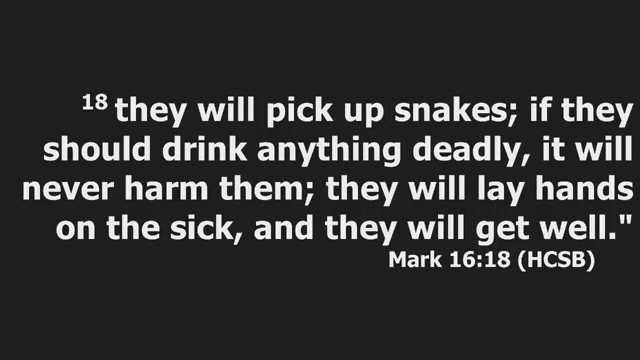 18 they will pick up snakes; if they
should drink anything deadly, it will
never harm them; they will lay hands
on the sick, and they will get well."
Mark 16:18 (HCSB)